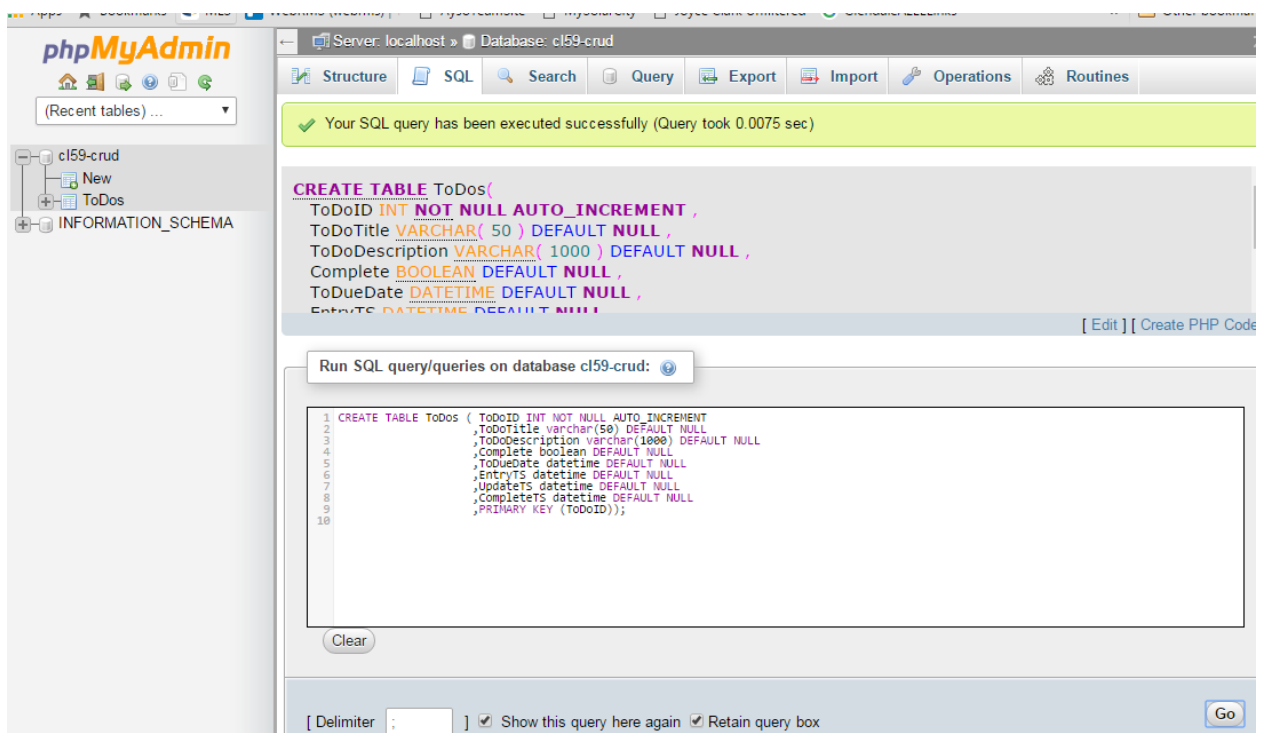 Apps Bookmarks MLS
phpMyAdmin
(Recent tables) ...
cl59-crud
New
ToDos
INFORMATION_SCHEMA
Server: localhost » Database: cl59-crud
Structure SQL Search Query Export Import Operations Routines
Your SQL query has been executed successfully (Query took 0.0075 sec)
CREATE TABLE ToDos(
ToDoID INT NOT NULL AUTO_INCREMENT ,
ToDoTitle VARCHAR( 50 ) DEFAULT NULL ,
ToDoDescription VARCHAR( 1000 ) DEFAULT NULL ,
Complete BOOLEAN DEFAULT NULL ,
ToDueDate DATETIME DEFAULT NULL ,
EntryTS DATETIME DEFAULT NULL
[ Edit ] [ Create PHP Code
Run SQL query/queries on database cl59-crud:
1 CREATE TABLE ToDos ( ToDoID INT NOT NULL AUTO_INCREMENT
2 ,ToDoTitle varchar(50) DEFAULT NULL
3 ,ToDoDescription varchar(1000) DEFAULT NULL
4 ,Complete boolean DEFAULT NULL
5 ,ToDueDate datetime DEFAULT NULL
6 ,EntryTS datetime DEFAULT NULL
7 ,UpdateTS datetime DEFAULT NULL
8 ,CompleteTS datetime DEFAULT NULL
9 ,PRIMARY KEY (ToDoID));
10
Clear
[ Delimiter ; ] Show this query here again Retain query box
Go